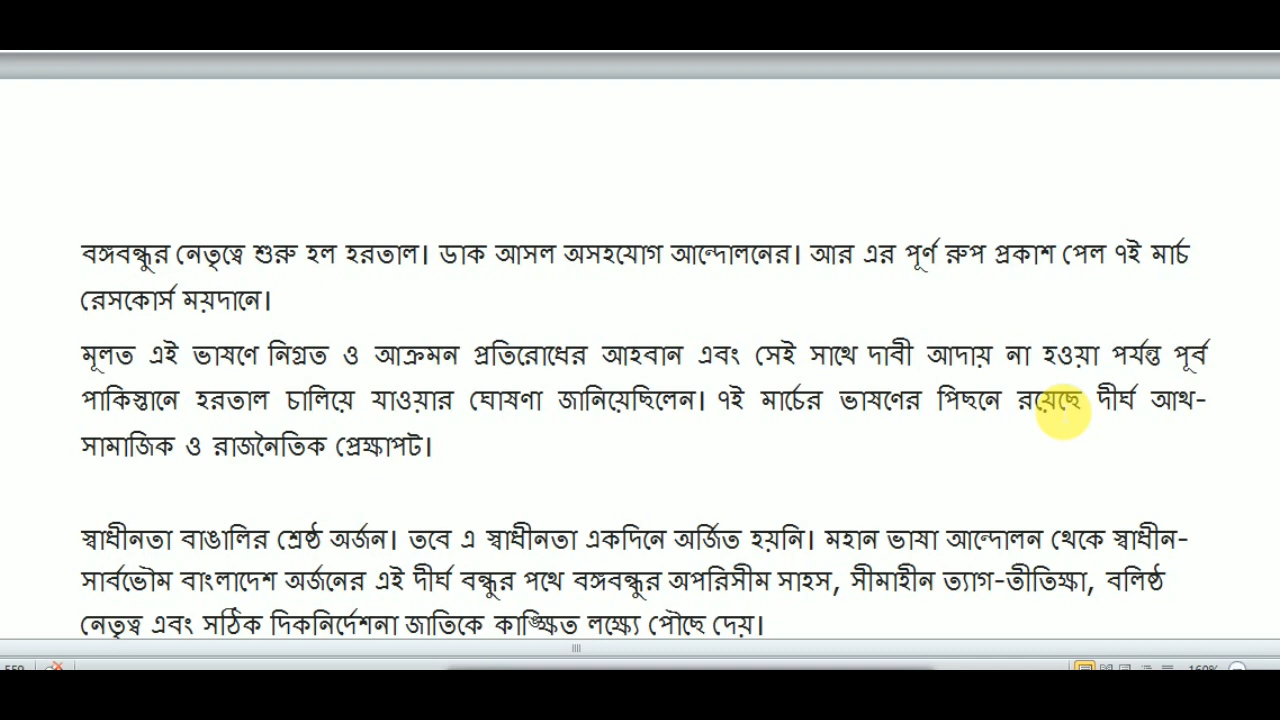 বঙ্গবন্ধুর নেতৃত্বে শুরু হল হরতাল। ডাক আসল অসহযোগ আন্দোলনের। আর এর পূর্ণ রুপ প্রকাশ পেল ৭ই মার্চ
রেসকোর্স ময়দানে।
মূলত এই ভাষণে নিগ্রত ও আক্রমন প্রতিরোধের আহবান এবং সেই সাথে দাবী আদায় না হওয়া পর্যন্ত পূর্ব
পাকিস্তানে হরতাল চালিয়ে যাওয়ার ঘোষণা জানিয়েছিলেন। ৭ই মার্চের ভাষণের পিছনে রয়েছে দীর্ঘ আথ-
সামাজিক ও রাজনৈতিক প্রেক্ষাপট।
স্বাধীনতা বাঙালির শ্রেষ্ঠ অর্জন। তবে এ স্বাধীনতা একদিনে অর্জিত হয়নি। মহান ভাষা আন্দোলন থেকে স্বাধীন-
সার্বভৌম বাংলাদেশ অর্জনের এই দীর্ঘ বন্ধুর পথে বঙ্গবন্ধুর অপরিসীম সাহস, সীমাহীন ত্যাগ-তীতিক্ষা, বলিষ্ঠ
নেতৃত্ব এবং সঠিক দিকনির্দেশনা জাতিকে কাঙ্ক্ষিত লক্ষ্যে পৌছে দেয়।